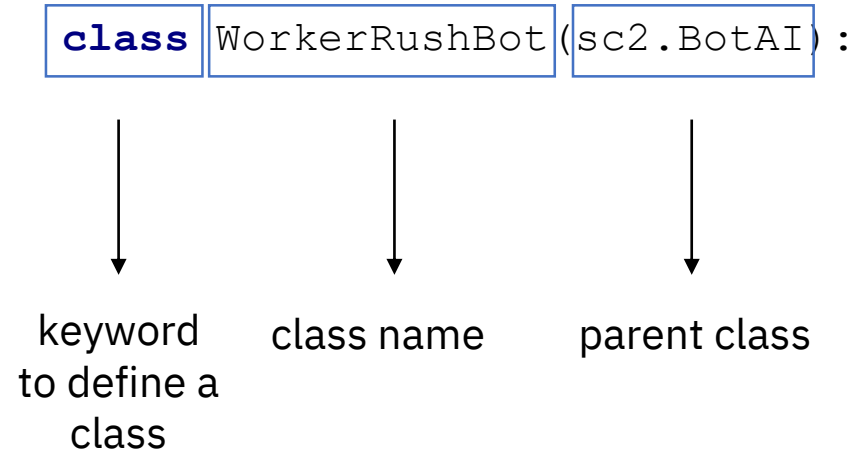 class WorkerRushBot(sc2.BotAI):
keyword
to define a
class
class name
parent class